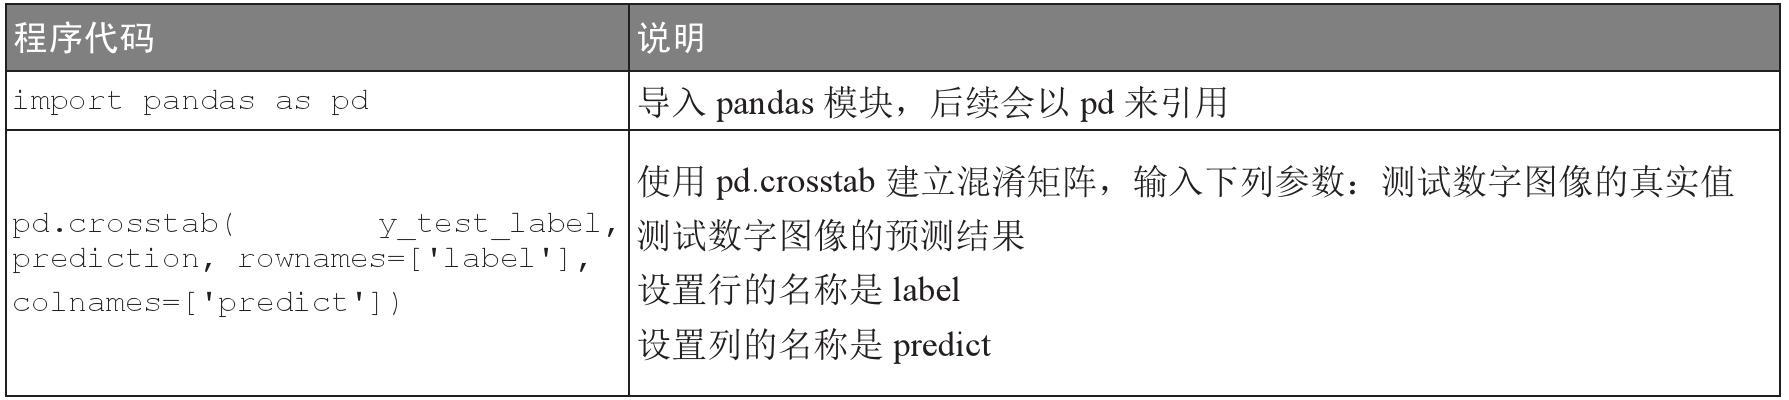 程序代码
说明
import pandas as pd
导入 pandas 模块，后续会以 pd 来引用
pd.crosstab( y_test_label,
prediction, rownames=['label'],
colnames=['predict'])
使用 pd.crosstab 建立混淆矩阵，输入下列参数：测试数字图像的真实值
测试数字图像的预测结果
设置行的名称是 label
设置列的名称是 predict